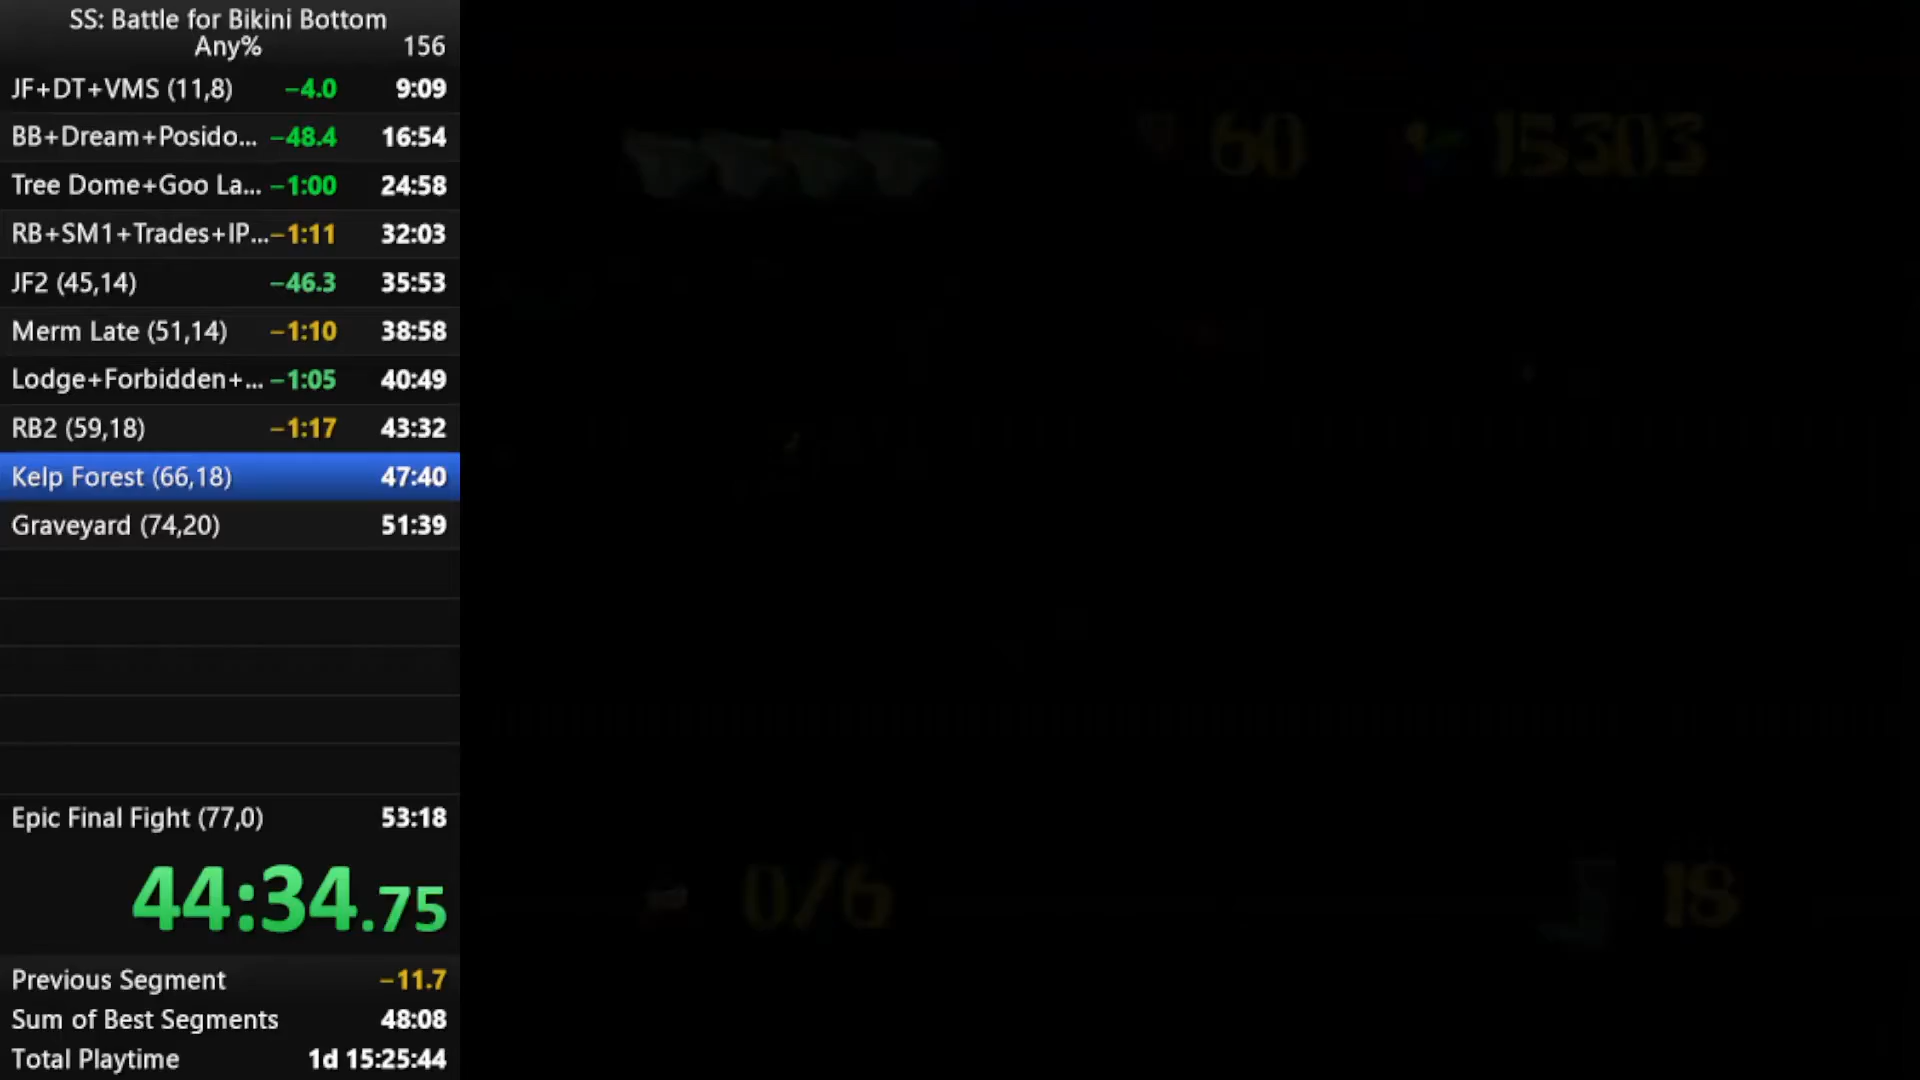 SS: Battle for Bikini Bottom
Any% 156
JF+DT+VMS (11,8) −4.0 9:09
BB+Dream+Posido... −48.4 16:54
Tree Dome+Goo La... −1:00 24:58
RB+SM1+Trades+IP... −1:11 32:03
JF2 (45,14) −46.3 35:53
Merm Late (51,14) −1:10 38:58
Lodge+Forbidden+... −1:05 40:49
RB2 (59,18) −1:17 43:32
Kelp Forest (66,18) 47:40
Graveyard (74,20) 51:39
Epic Final Fight (77,0) 53:18
44:34.75
Previous Segment −11.7
Sum of Best Segments 48:08
Total Playtime 1d 15:25:44
60 15303
0/6 18